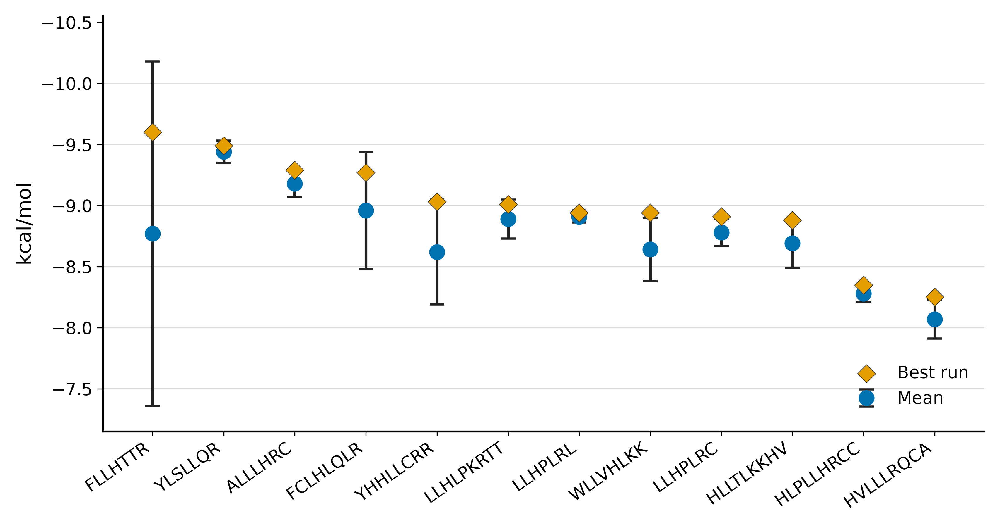 kcal/mol
−10.5
−10.0
−9.5
−9.0
−8.5
−8.0
−7.5
Best run
Mean
FLLHTTR
YLSLLQR
ALLLHRC
FCLHLQLR
YHHLLCRR
LLHLPKRTT
LLHPLRL
WLLVHLKK
LLHPLRC
HLLTLKKHV
HLPLLHRCC
HVLLLRQCA